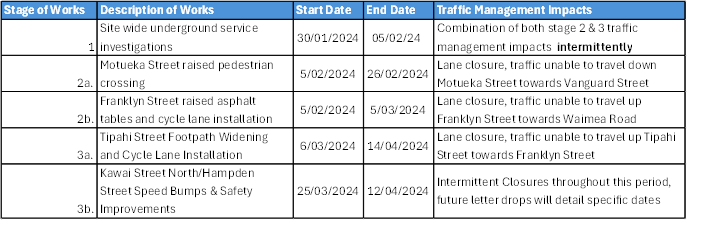 Stage of Works Description of Works Start Date End Date Traffic Management Impacts
1 Site wide underground service investigations 30/01/2024 05/02/24 Combination of both stage 2 & 3 traffic management impacts intermittently
2a. Motueka Street raised pedestrian crossing 5/02/2024 26/02/2024 Lane closure, traffic unable to travel down Motueka Street towards Vanguard Street
2b. Franklyn Street raised asphalt tables and cycle lane installation 5/02/2024 5/03/2024 Lane closure, traffic unable to travel up Franklyn Street towards Waimea Road
3a. Tipahi Street Footpath Widening and Cycle Lane Installation 6/03/2024 14/04/2024 Lane closure, traffic unable to travel up Tipahi Street towards Franklyn Street
3b. Kawai Street North/Hampden Street Speed Bumps & Safety Improvements 25/03/2024 12/04/2024 Intermittent Closures throughout this period, future letter drops will detail specific dates